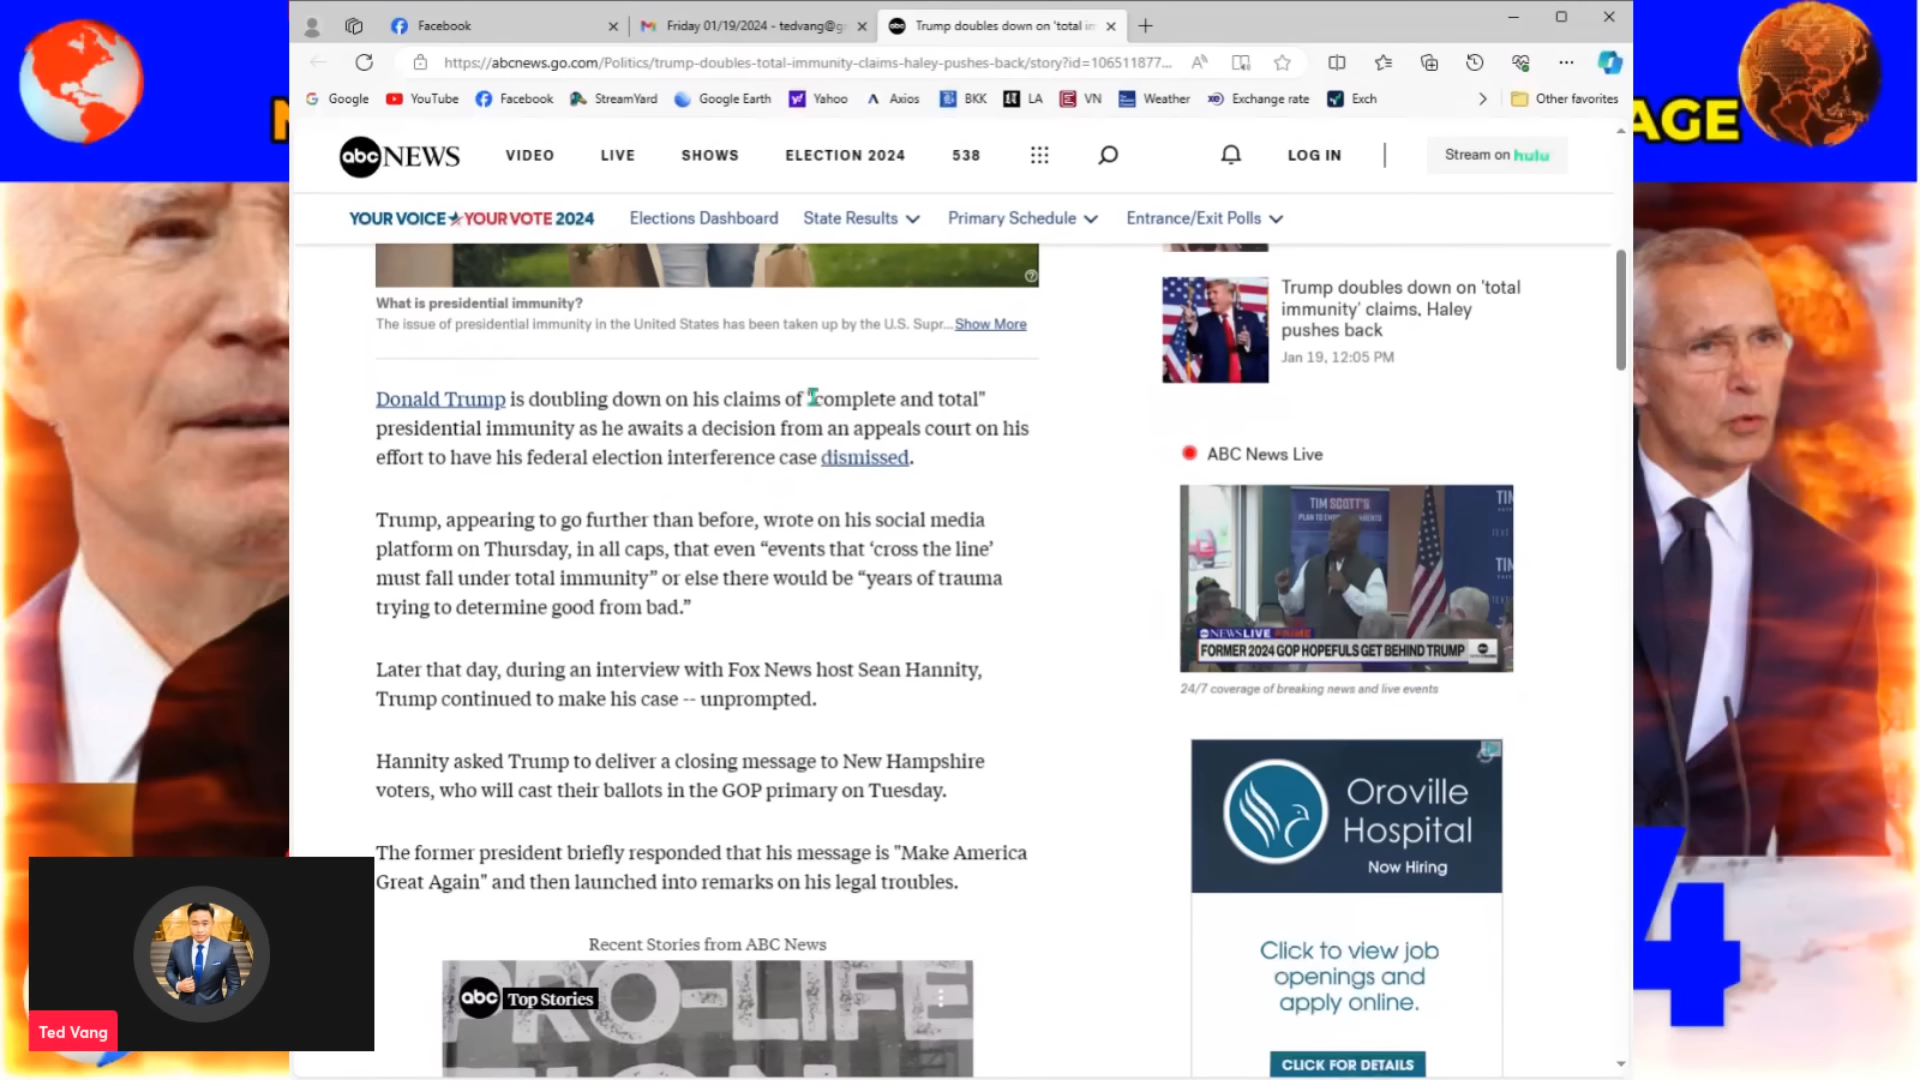 Facebook
Friday 01/19/2024 - tedvang@g
Trump doubles down on 'total in
https://abcnews.go.com/Politics/trump-doubles-total-immunity-claims-haley-pushes-back/story?id=106511877...
Google
YouTube
Facebook
StreamYard
Google Earth
Yahoo
Axios
BKK
LA
VN
Weather
Exchange rate
Exch
Other favorites
AGE
abc NEWS
VIDEO
LIVE
SHOWS
ELECTION 2024
538
LOG IN
Stream on hulu
YOUR VOICE YOUR VOTE 2024
Elections Dashboard
State Results
Primary Schedule
Entrance/Exit Polls
What is presidential immunity?
The issue of presidential immunity in the United States has been taken up by the U.S. Supr... Show More
Donald Trump is doubling down on his claims of "complete and total"
presidential immunity as he awaits a decision from an appeals court on his
effort to have his federal election interference case dismissed.
Trump, appearing to go further than before, wrote on his social media
platform on Thursday, in all caps, that even “events that ‘cross the line’
must fall under total immunity” or else there would be “years of trauma
trying to determine good from bad.”
Later that day, during an interview with Fox News host Sean Hannity,
Trump continued to make his case -- unprompted.
Hannity asked Trump to deliver a closing message to New Hampshire
voters, who will cast their ballots in the GOP primary on Tuesday.
The former president briefly responded that his message is "Make America
Great Again" and then launched into remarks on his legal troubles.
Recent Stories from ABC News
abc Top Stories
PRO-LIFE
Trump doubles down on 'total
immunity' claims, Haley
pushes back
Jan 19, 12:05 PM
ABC News Live
TIM SCOTT'S
NEWS LIVE PRIME
FORMER 2024 GOP HOPEFULS GET BEHIND TRUMP
24/7 coverage of breaking news and live events
Oroville
Hospital
Now Hiring
Click to view job
openings and
apply online.
CLICK FOR DETAILS
Ted Vang
4